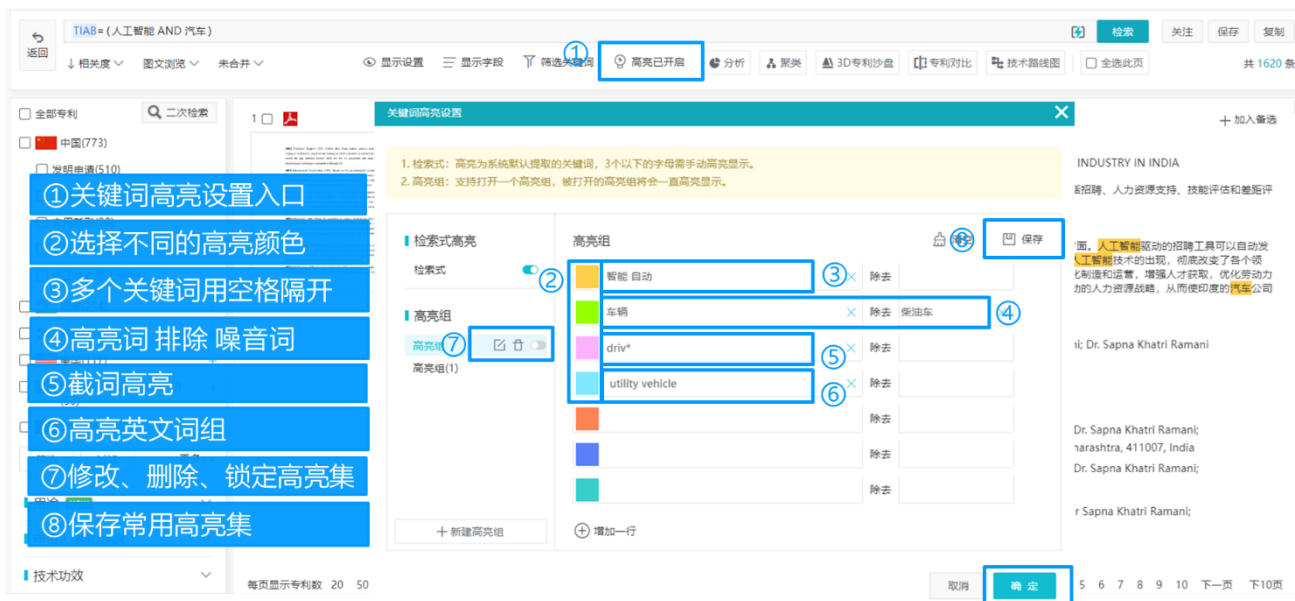 返回
TIAB= (人工智能 AND 汽车)
检索
关注
保存
复制
↓相关度
图文浏览
未合并
显示设置
显示字段
筛选关键词
①
高亮已开启
分析
聚类
3D专利沙盘
专利对比
技术路线图
全选此页
共 1620 条
全部专利
二次检索
1
关键词高亮设置
+ 加入备选
中国(773)
发明申请(510)
1. 检索式：高亮为系统默认提取的关键词，3个以下的字母需手动高亮显示。
2. 高亮组：支持打开一个高亮组，被打开的高亮组将会一直高亮显示。
INDUSTRY IN INDIA
招聘、人力资源支持、技能评估和差距评
①关键词高亮设置入口
②选择不同的高亮颜色
③多个关键词用空格隔开
④高亮词 排除 噪音词
⑤截词高亮
⑥高亮英文词组
⑦修改、删除、锁定高亮集
⑧保存常用高亮集
检索式高亮
检索式
高亮组
⑦
高亮组(1)
+ 新建高亮组
高亮组
⑧
保存
②
智能 自动
③
除去
车辆
除去
柴油车
④
driv*
⑤
除去
utility vehicle
⑥
除去
除去
除去
除去
增加一行
面。人工智能驱动的招聘工具可以自动发
人工智能技术的出现，彻底改变了各个领
化制造和运营，增强人才获取，优化劳动力
的人力资源战略，从而使印度的汽车公司
Dr. Sapna Khatri Ramani
Dr. Sapna Khatri Ramani;
411007, India
Dr. Sapna Khatri Ramani;
r Sapna Khatri Ramani;
技术功效
每页显示专利数 20 50
取消
确 定
5 6 7 8 9 10 下一页 下10页